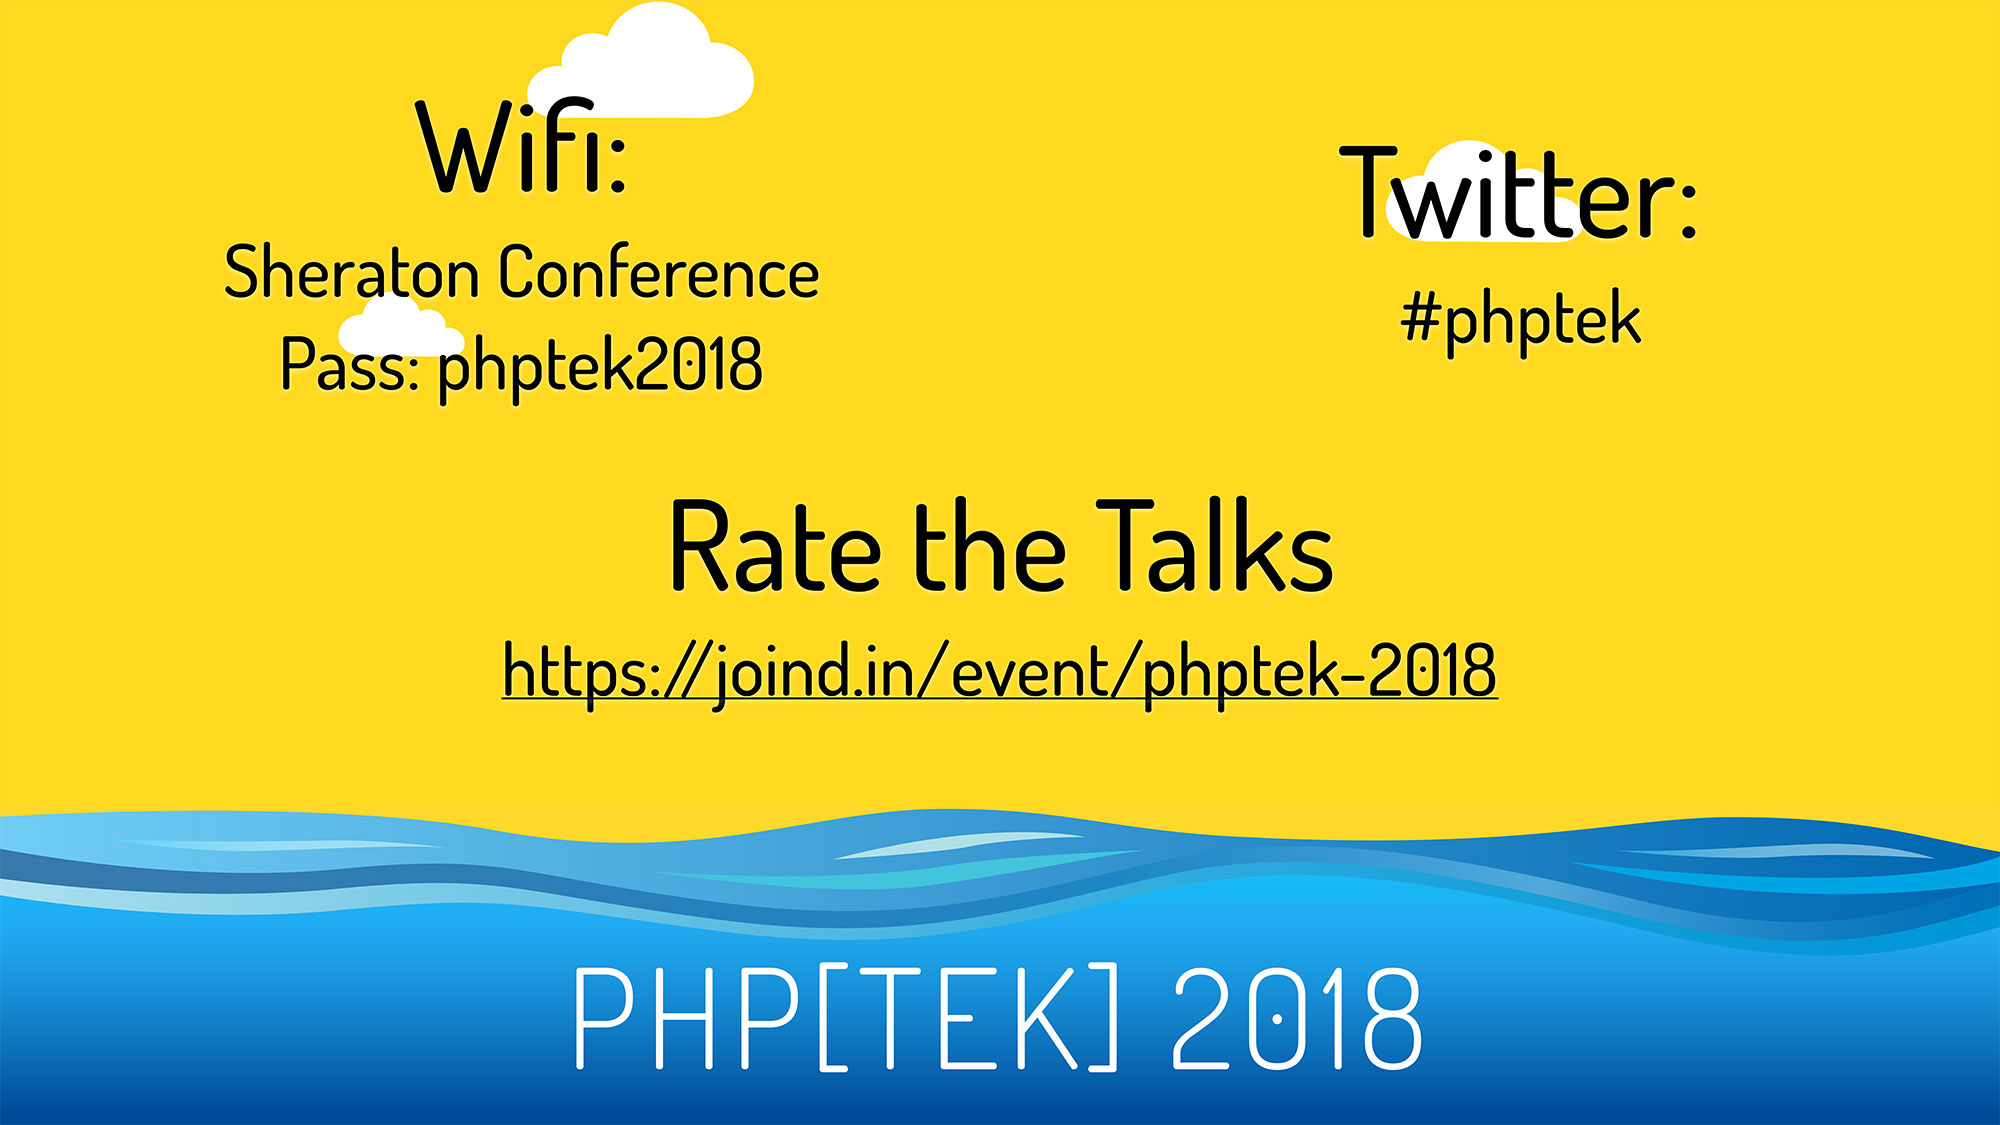 Wifi:
Sheraton Conference
Pass: phptek2018
Twitter:
#phptek
Rate the Talks
https://joind.in/event/phptek-2018
PHP[TEK] 2018